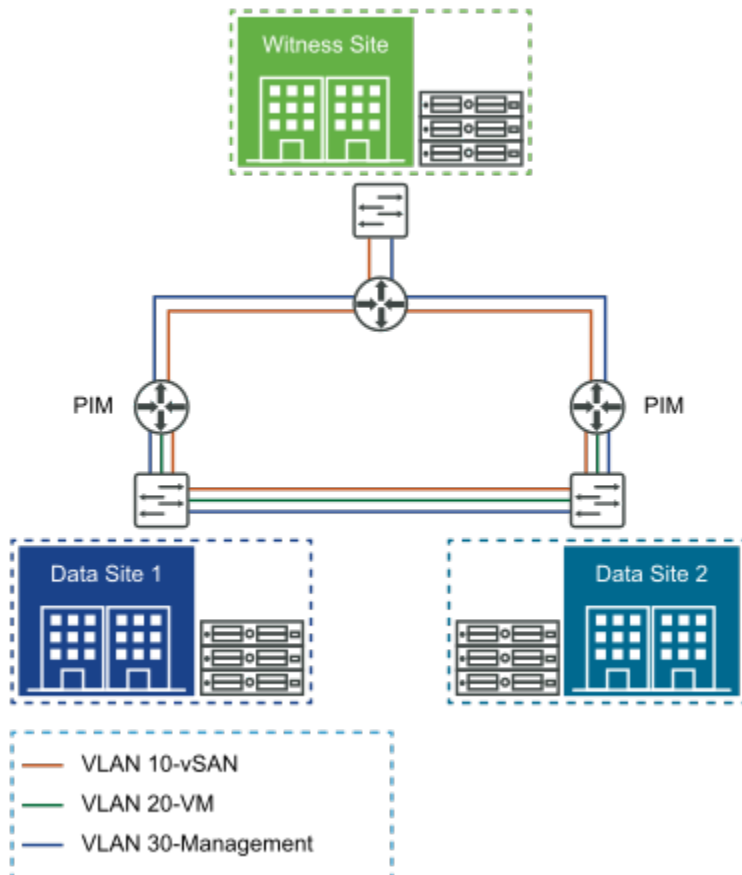 Witness Site
PIM
PIM
Data Site 1
Data Site 2
VLAN 10-vSAN
VLAN 20-VM
VLAN 30-Management